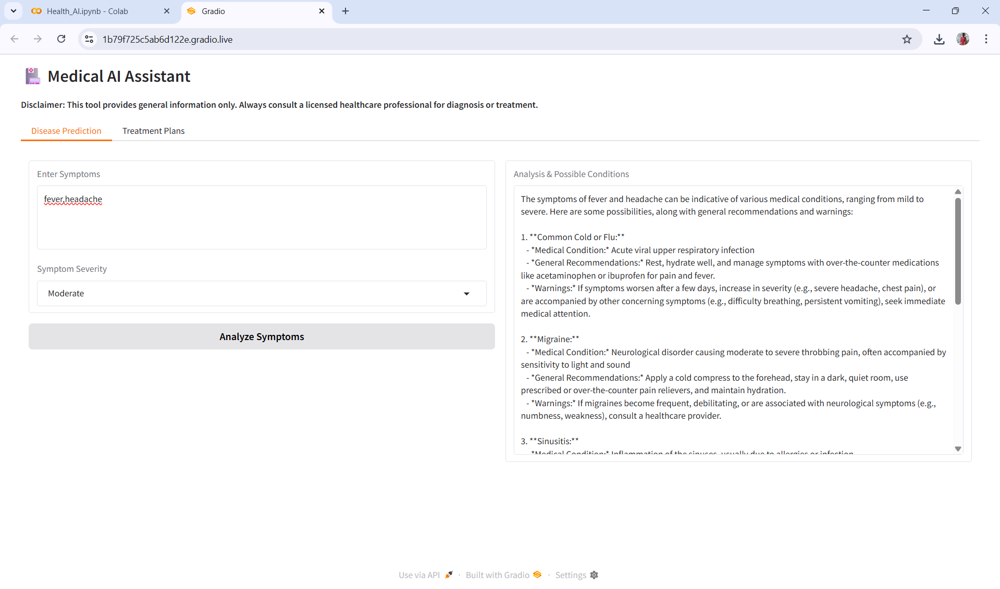 Health_AI.ipynb - Colab
Gradio
1b79f725c5ab6d122e.gradio.live
Medical AI Assistant
Disclaimer: This tool provides general information only. Always consult a licensed healthcare professional for diagnosis or treatment.
Disease Prediction
Treatment Plans
Enter Symptoms
fever,headache
Symptom Severity
Moderate
Analyze Symptoms
Analysis & Possible Conditions
The symptoms of fever and headache can be indicative of various medical conditions, ranging from mild to
severe. Here are some possibilities, along with general recommendations and warnings:
1. **Common Cold or Flu:**
- *Medical Condition:* Acute viral upper respiratory infection
- *General Recommendations:* Rest, hydrate well, and manage symptoms with over-the-counter medications
like acetaminophen or ibuprofen for pain and fever.
- *Warnings:* If symptoms worsen after a few days, increase in severity (e.g., severe headache, chest pain), or
are accompanied by other concerning symptoms (e.g., difficulty breathing, persistent vomiting), seek immediate
medical attention.
2. **Migraine:**
- *Medical Condition:* Neurological disorder causing moderate to severe throbbing pain, often accompanied by
sensitivity to light and sound
- *General Recommendations:* Apply a cold compress to the forehead, stay in a dark, quiet room, use
prescribed or over-the-counter pain relievers, and maintain hydration.
- *Warnings:* If migraines become frequent, debilitating, or are associated with neurological symptoms (e.g.,
numbness, weakness), consult a healthcare provider.
3. **Sinusitis:**
*Medical Condition:* Inflammation of the sinuses, usually due to allergies or infection
Use via API · Built with Gradio · Settings